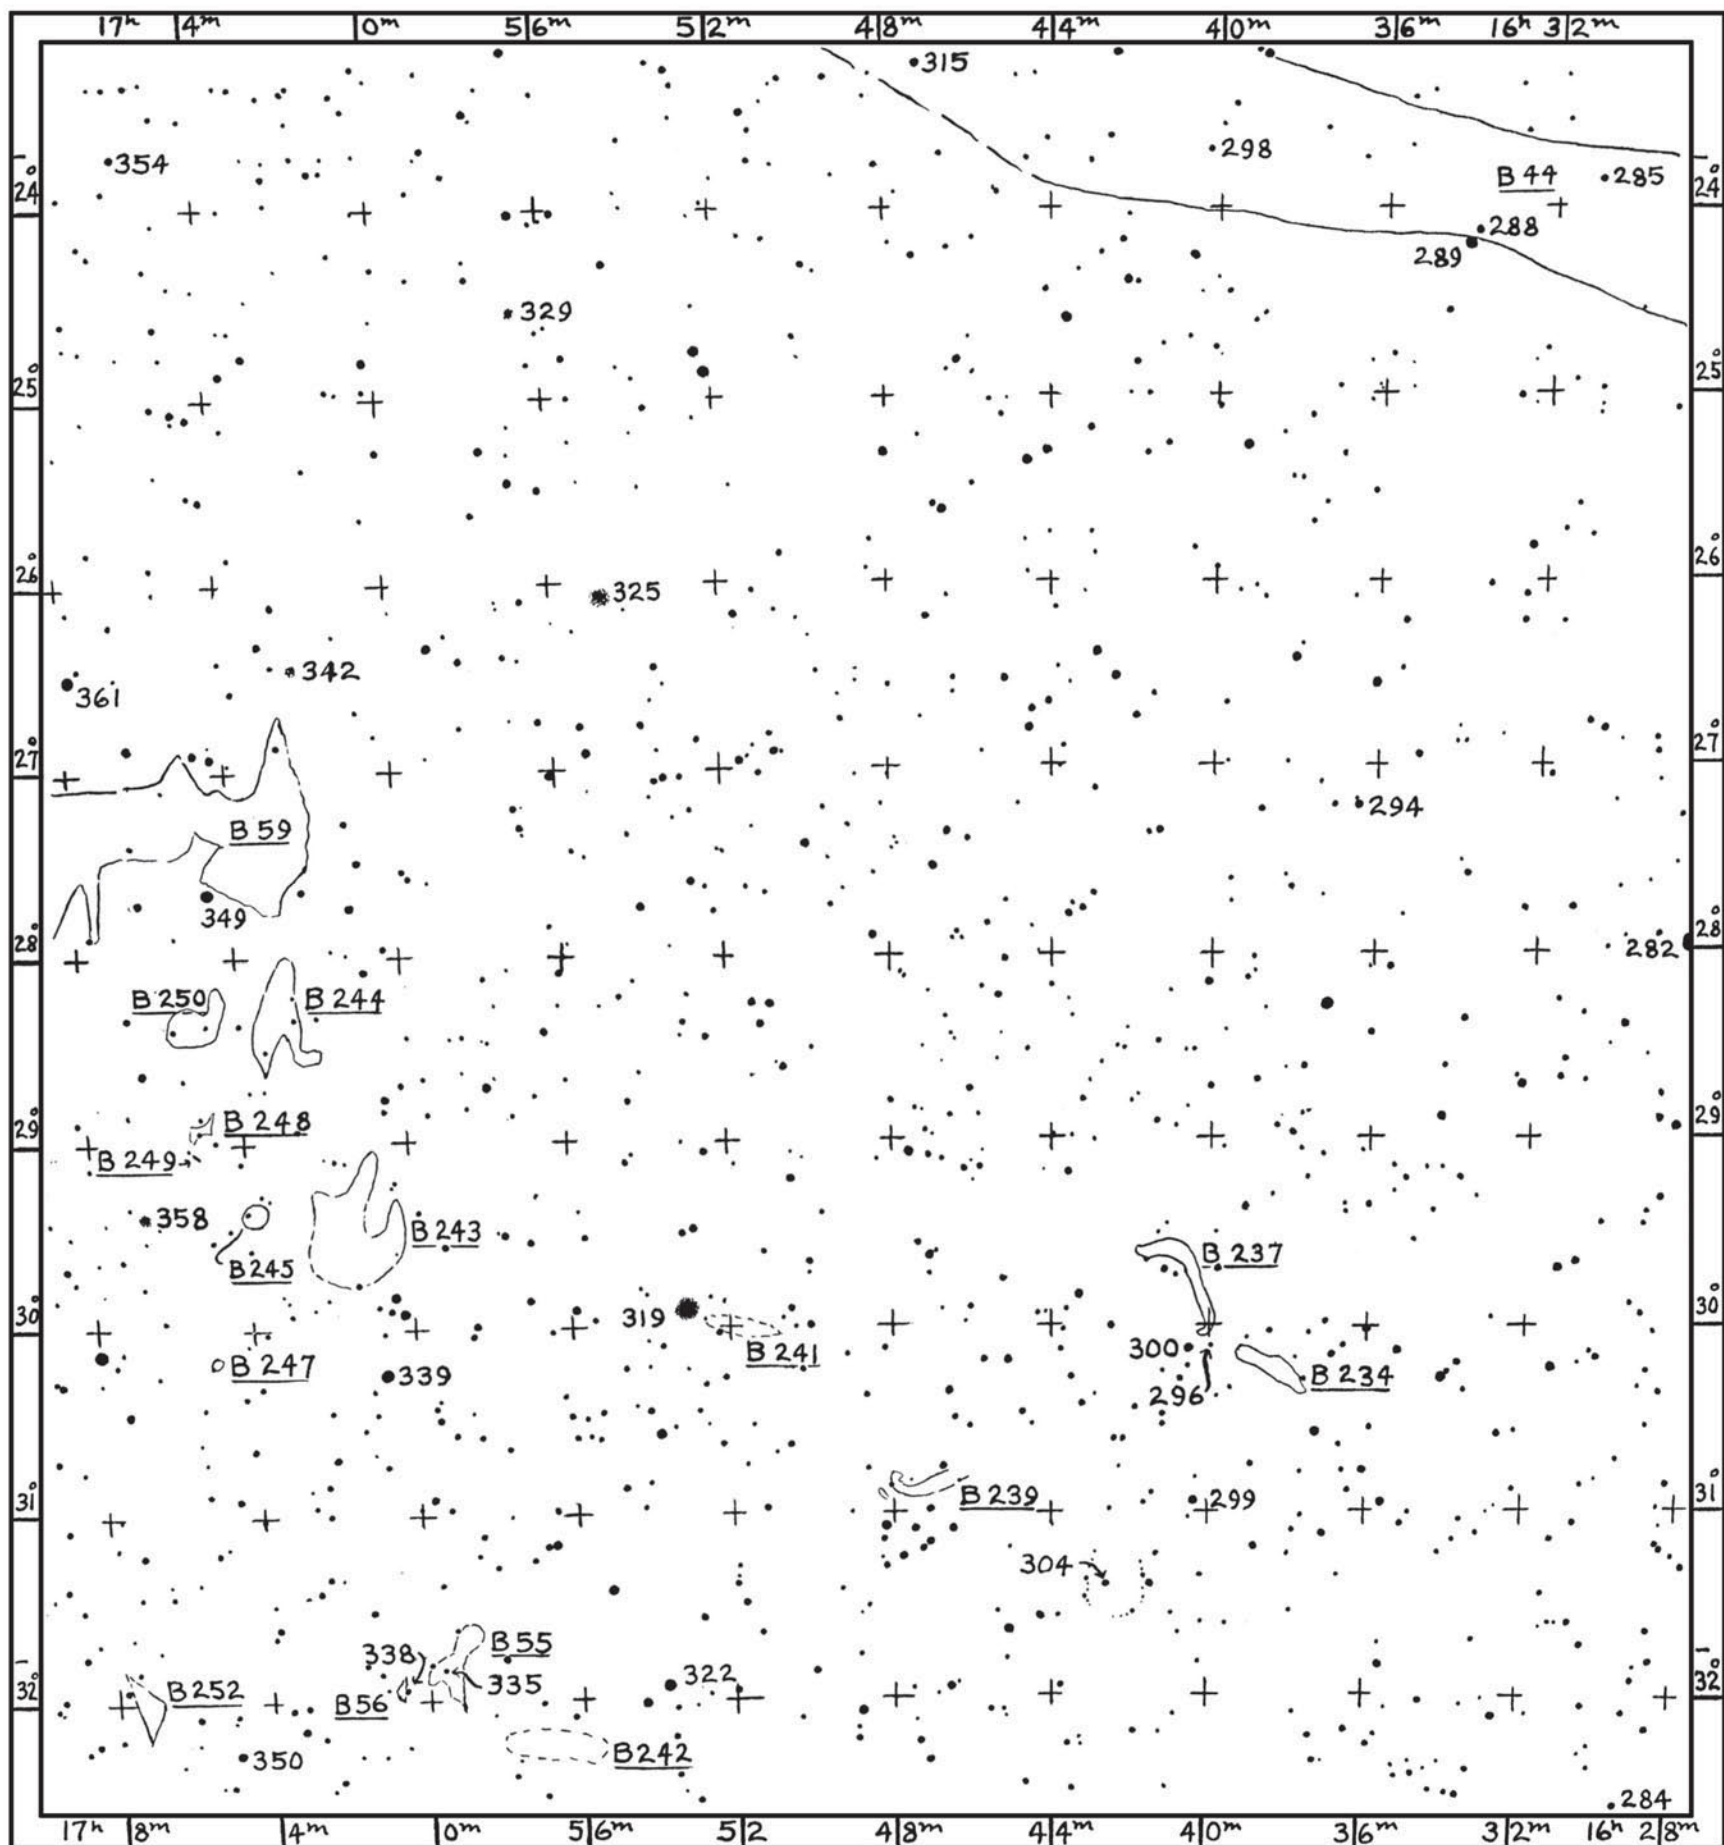 17ʰ 4ᵐ 0ᵐ 56ᵐ 52ᵐ 48ᵐ 44ᵐ 40ᵐ 36ᵐ 16ʰ 32ᵐ
315
298
354
B 44
285
24° 24°
288
289
329
25° 25°
26° 26°
325
342
361
27° 27°
294
B 59
349
28° 28°
282
B 250
B 244
29° 29°
B 248
B 249
358
B 243
B 245
B 237
30° 30°
319
B 241
300
B 247
339
296
B 234
31° 31°
B 239
299
304
338
B 55
335
322
32° 32°
B 252
B 56
B 242
350
284
17ʰ 8ᵐ 4ᵐ 0ᵐ 56ᵐ 52 48ᵐ 44ᵐ 40ᵐ 36ᵐ 32ᵐ 16ʰ 28ᵐ